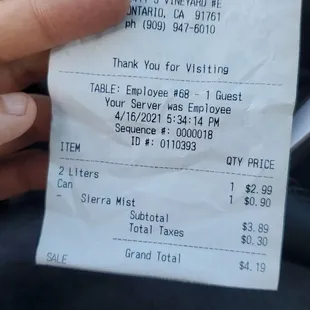 S VINEYARD #E
ONTARIO, CA 91761
ph (909) 947-6010
Thank You for Visiting
TABLE: Employee #68 - 1 Guest
Your Server was Employee
4/16/2021 5:34:14 PM
Sequence #: 0000018
ID #: 0110393
ITEM QTY PRICE
2 Liters 1 $2.99
Can 1 $0.90
- Sierra Mist
Subtotal $3.89
Total Taxes $0.30
Grand Total $4.19
SALE